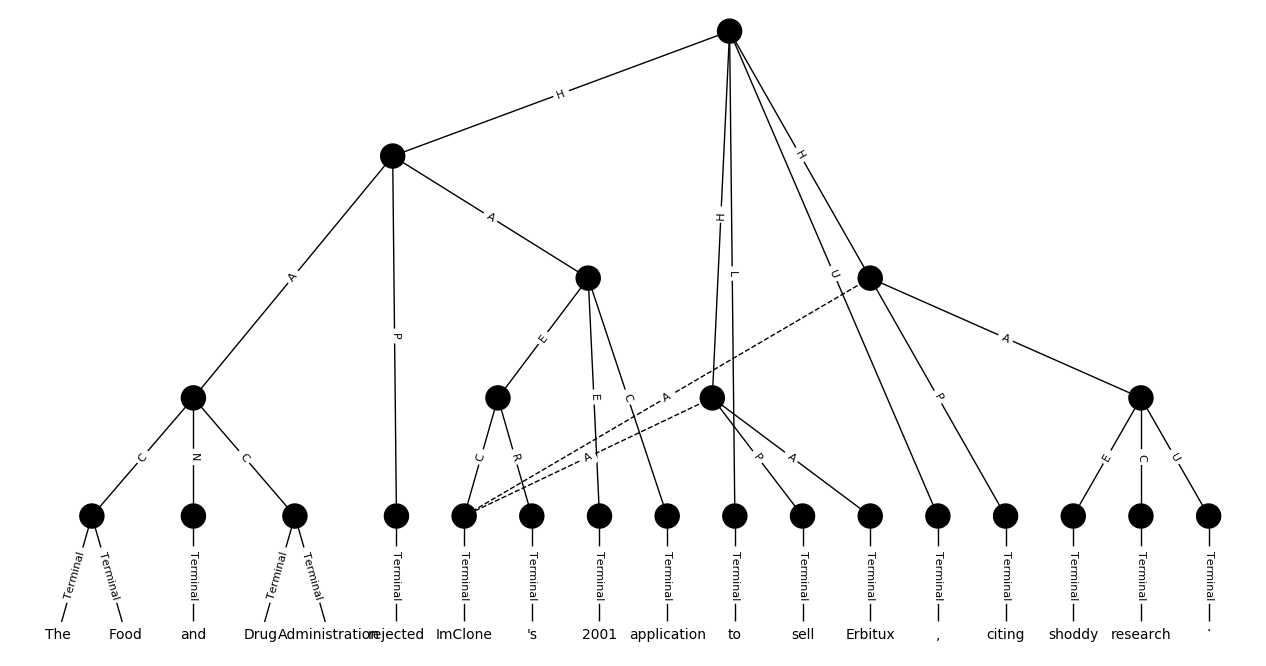 H
A
P
A
H
L
U
H
E
E
C
A
A
P
A
P
A
C
N
C
C
R
E
C
U
Terminal Terminal Terminal Terminal Terminal Terminal Terminal Terminal Terminal Terminal Terminal Terminal Terminal Terminal Terminal Terminal Terminal Terminal
The Food and Drug Administration rejected ImClone 's 2001 application to sell Erbitux , citing shoddy research .